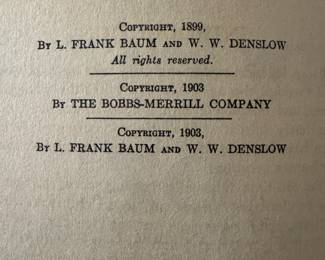 Copyright, 1899,
By L. FRANK BAUM and W. W. DENSLOW
All rights reserved.
Copyright, 1903
By THE BOBBS-MERRILL COMPANY
Copyright, 1903,
By L. FRANK BAUM and W. W. DENSLOW